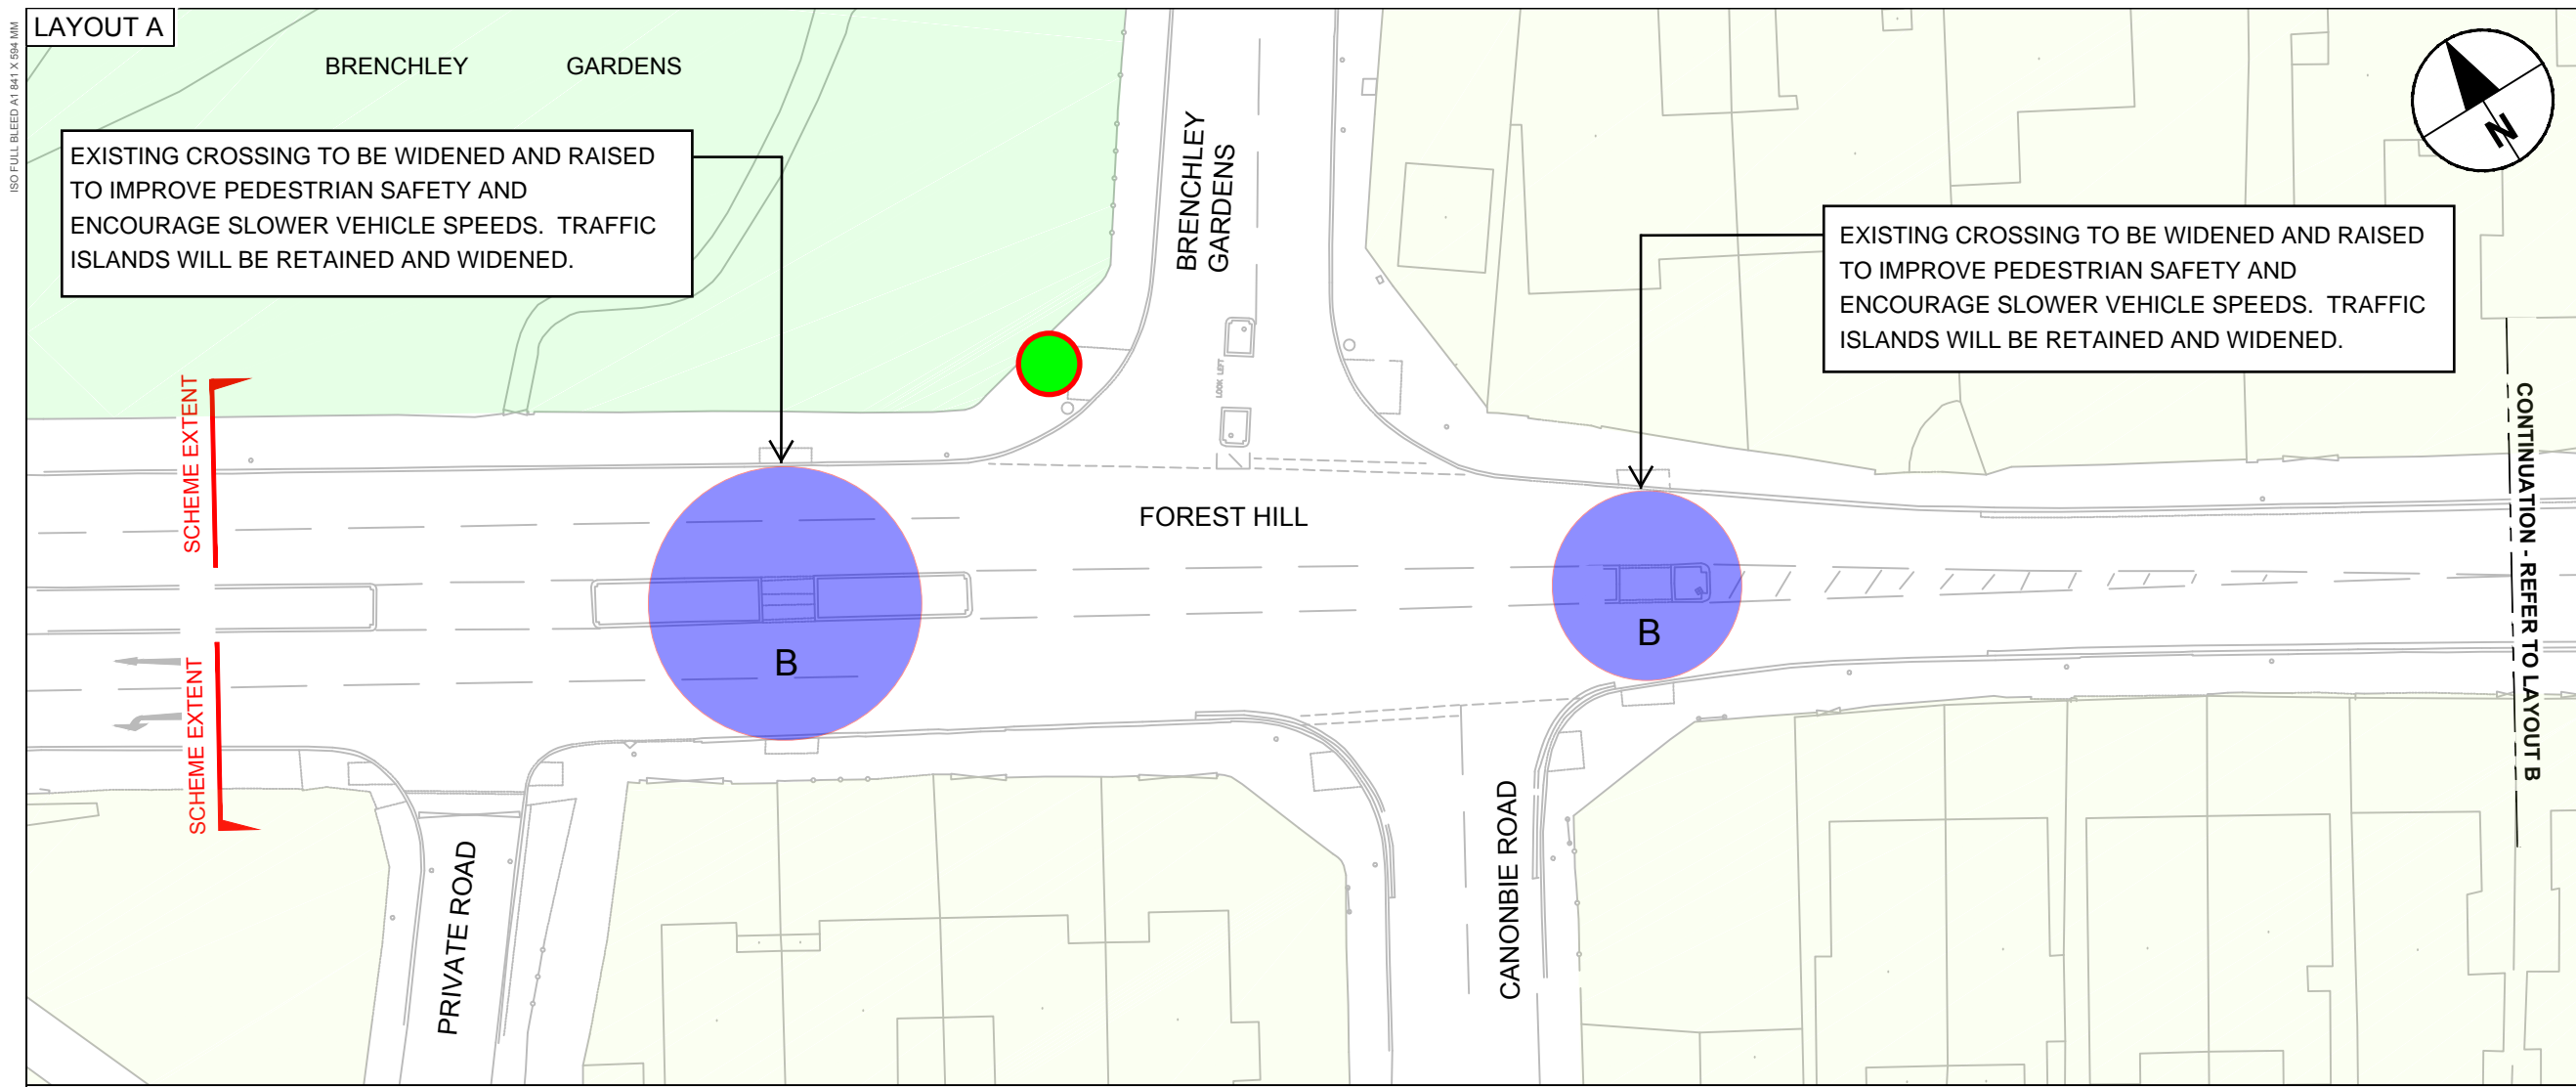 LAYOUT A
ISO FULL BLEED A1 841 X 594 MM
BRENCHLEY GARDENS
EXISTING CROSSING TO BE WIDENED AND RAISED
TO IMPROVE PEDESTRIAN SAFETY AND
ENCOURAGE SLOWER VEHICLE SPEEDS. TRAFFIC
ISLANDS WILL BE RETAINED AND WIDENED.
BRENCHLEY
GARDENS
N
EXISTING CROSSING TO BE WIDENED AND RAISED
TO IMPROVE PEDESTRIAN SAFETY AND
ENCOURAGE SLOWER VEHICLE SPEEDS. TRAFFIC
ISLANDS WILL BE RETAINED AND WIDENED.
LOOK LEFT
SCHEME EXTENT
FOREST HILL
CONTINUATION - REFER TO LAYOUT B
B
B
SCHEME EXTENT
PRIVATE ROAD
CANONBIE ROAD